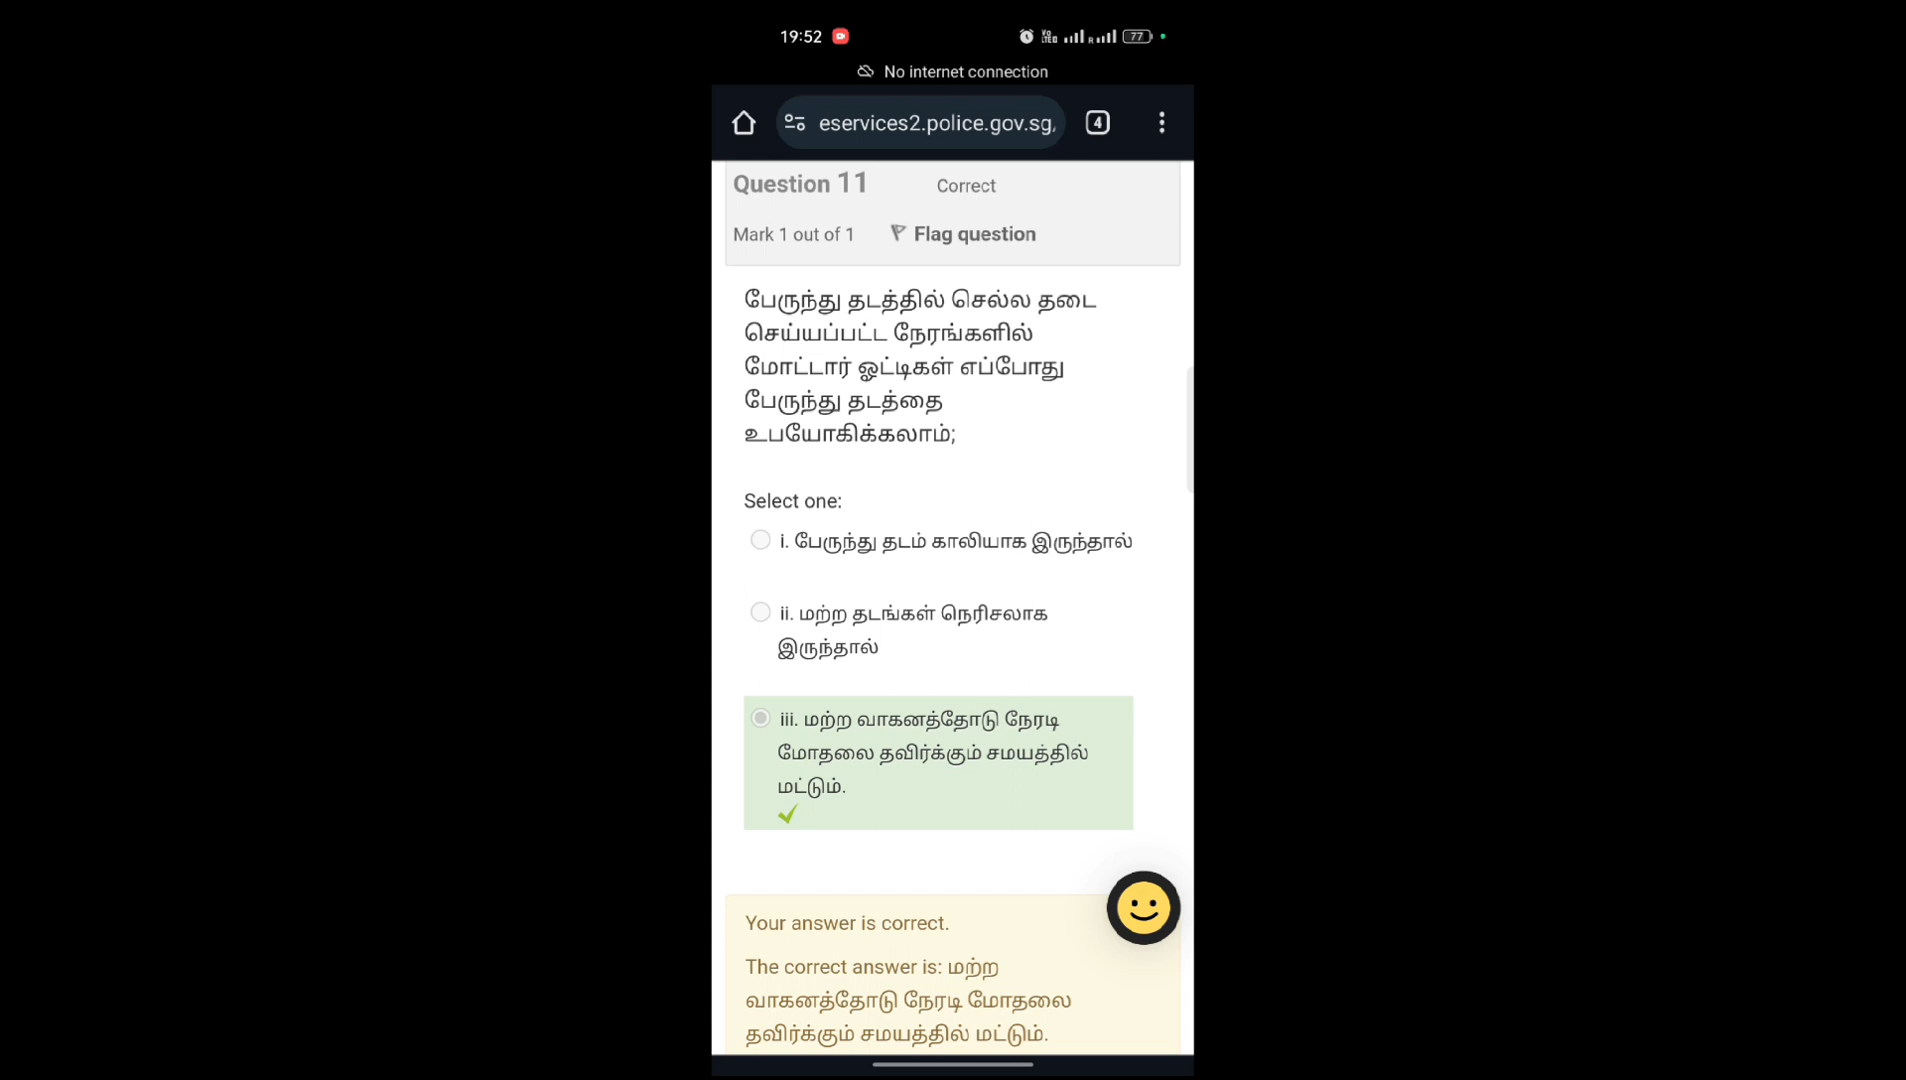 19:52
Vo LTE R 77
No internet connection
eservices2.police.gov.sg/
4
Question 11 Correct
Mark 1 out of 1 Flag question
பேருந்து தடத்தில் செல்ல தடை
செய்யப்பட்ட நேரங்களில்
மோட்டார் ஓட்டிகள் எப்போது
பேருந்து தடத்தை
உபயோகிக்கலாம்;
Select one:
i. பேருந்து தடம் காலியாக இருந்தால்
ii. மற்ற தடங்கள் நெரிசலாக
இருந்தால்
iii. மற்ற வாகனத்தோடு நேரடி
மோதலை தவிர்க்கும் சமயத்தில்
மட்டும்.
Your answer is correct.
The correct answer is: மற்ற
வாகனத்தோடு நேரடி மோதலை
தவிர்க்கும் சமயத்தில் மட்டும்.